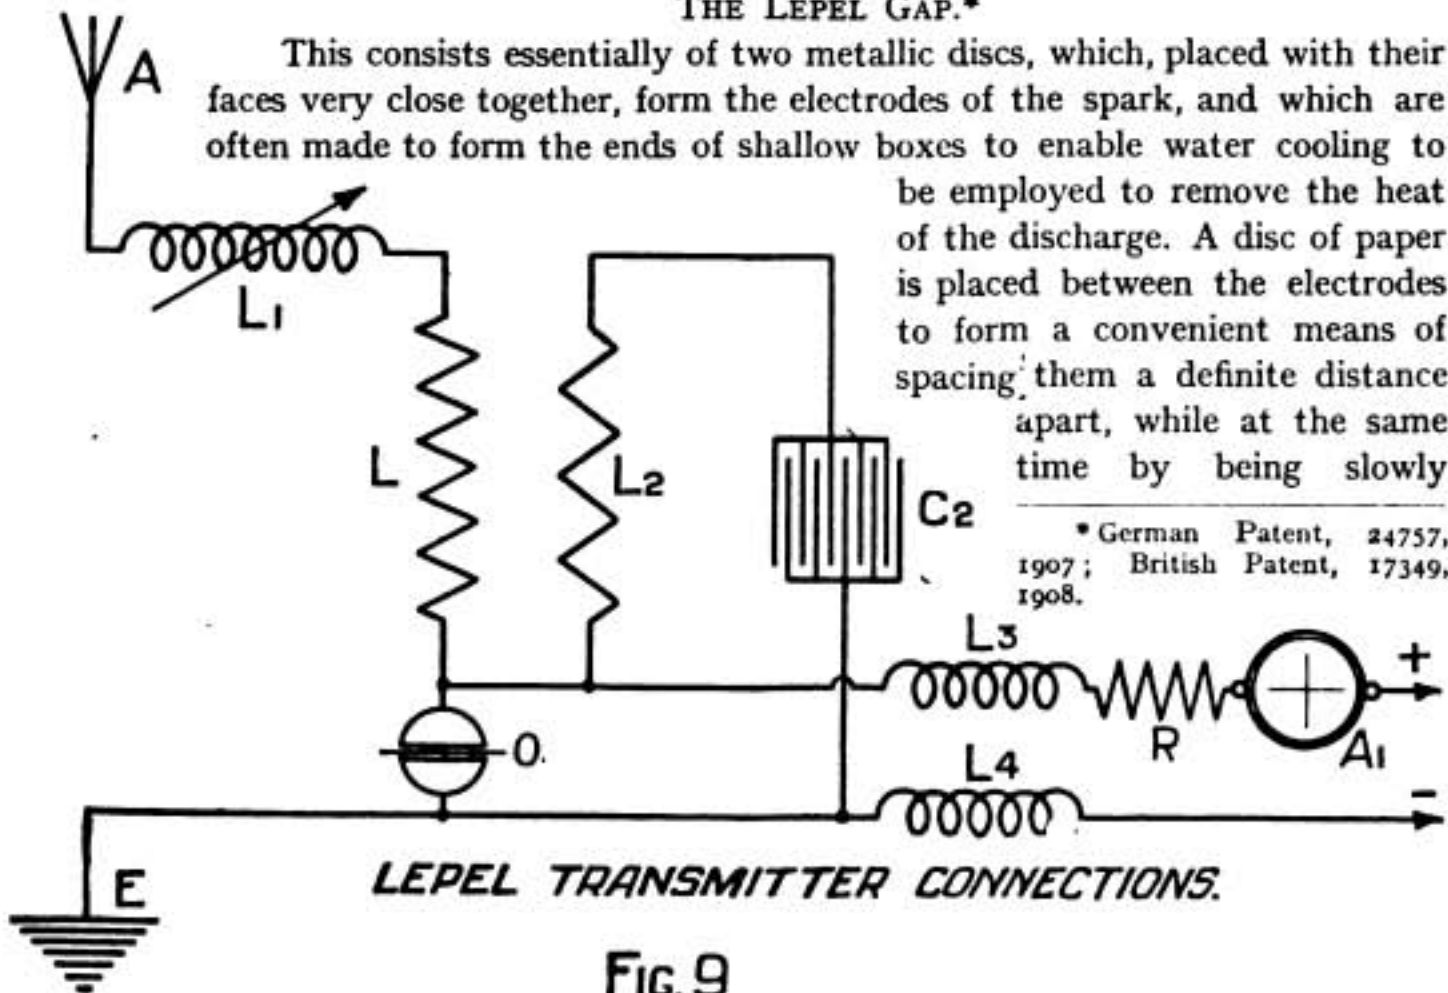 THE LEPEL GAP.*
This consists essentially of two metallic discs, which, placed with their
faces very close together, form the electrodes of the spark, and which are
often made to form the ends of shallow boxes to enable water cooling to
be employed to remove the heat
of the discharge. A disc of paper
is placed between the electrodes
to form a convenient means of
spacing them a definite distance
apart, while at the same
time by being slowly
* German Patent, 24757,
1907; British Patent, 17349,
1908.
A
L1
L
L2
C2
L3
+
R
A1
O.
L4
-
E
LEPEL TRANSMITTER CONNECTIONS.
FIG. 9